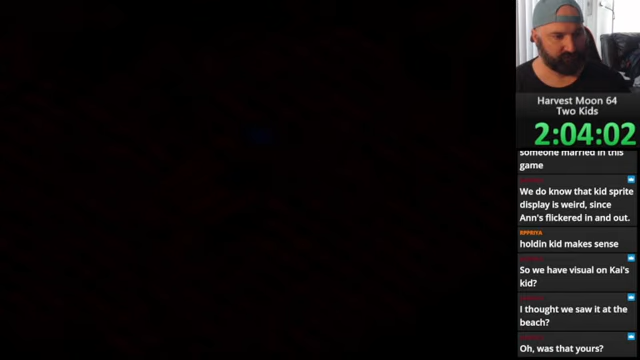 Harvest Moon 64
Two Kids
2:04:02
someone married in this
game
We do know that kid sprite
display is weird, since
Ann's flickered in and out.
RPPRIYA
holdin kid makes sense
So we have visual on Kai's
kid?
I thought we saw it at the
beach?
Oh, was that yours?